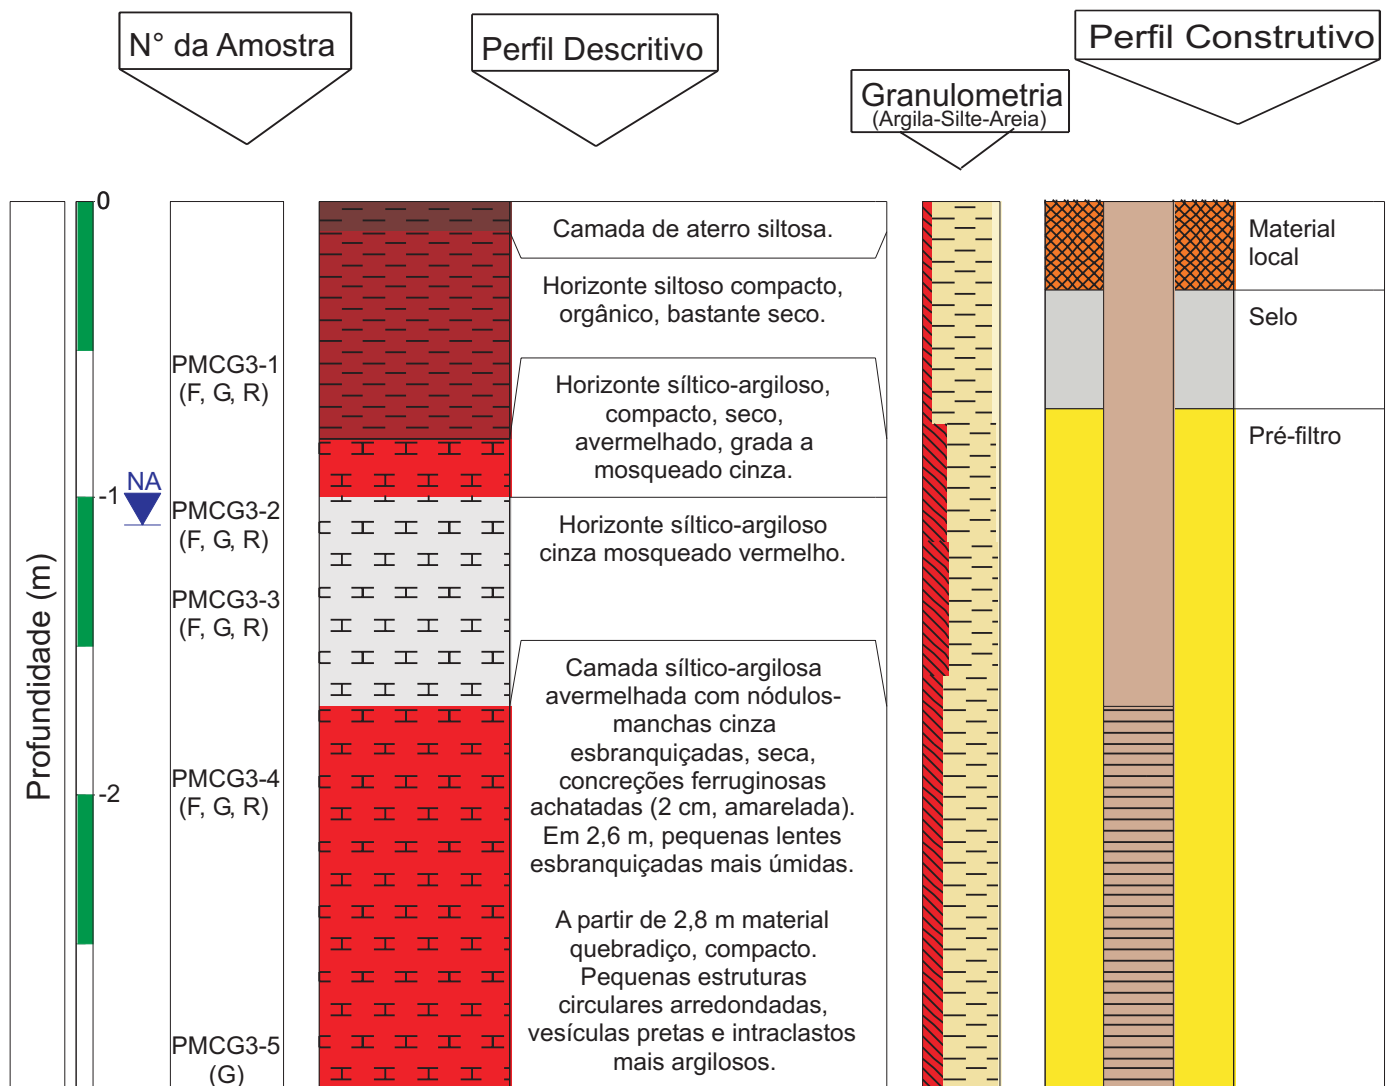 N° da Amostra
Perfil Descritivo
Granulometria
(Argila-Silte-Areia)
Perfil Construtivo
Profundidade (m)
0
-1
-2
NA
PMCG3-1
(F, G, R)
PMCG3-2
(F, G, R)
PMCG3-3
(F, G, R)
PMCG3-4
(F, G, R)
PMCG3-5
(G)
Camada de aterro siltosa.
Horizonte siltoso compacto,
orgânico, bastante seco.
Horizonte síltico-argiloso,
compacto, seco,
avermelhado, grada a
mosqueado cinza.
Horizonte síltico-argiloso
cinza mosqueado vermelho.
Camada síltico-argilosa
avermelhada com nódulos-
manchas cinza
esbranquiçadas, seca,
concreções ferruginosas
achatadas (2 cm, amarelada).
Em 2,6 m, pequenas lentes
esbranquiçadas mais úmidas.
A partir de 2,8 m material
quebradiço, compacto.
Pequenas estruturas
circulares arredondadas,
vesículas pretas e intraclastos
mais argilosos.
Material
local
Selo
Pré-filtro